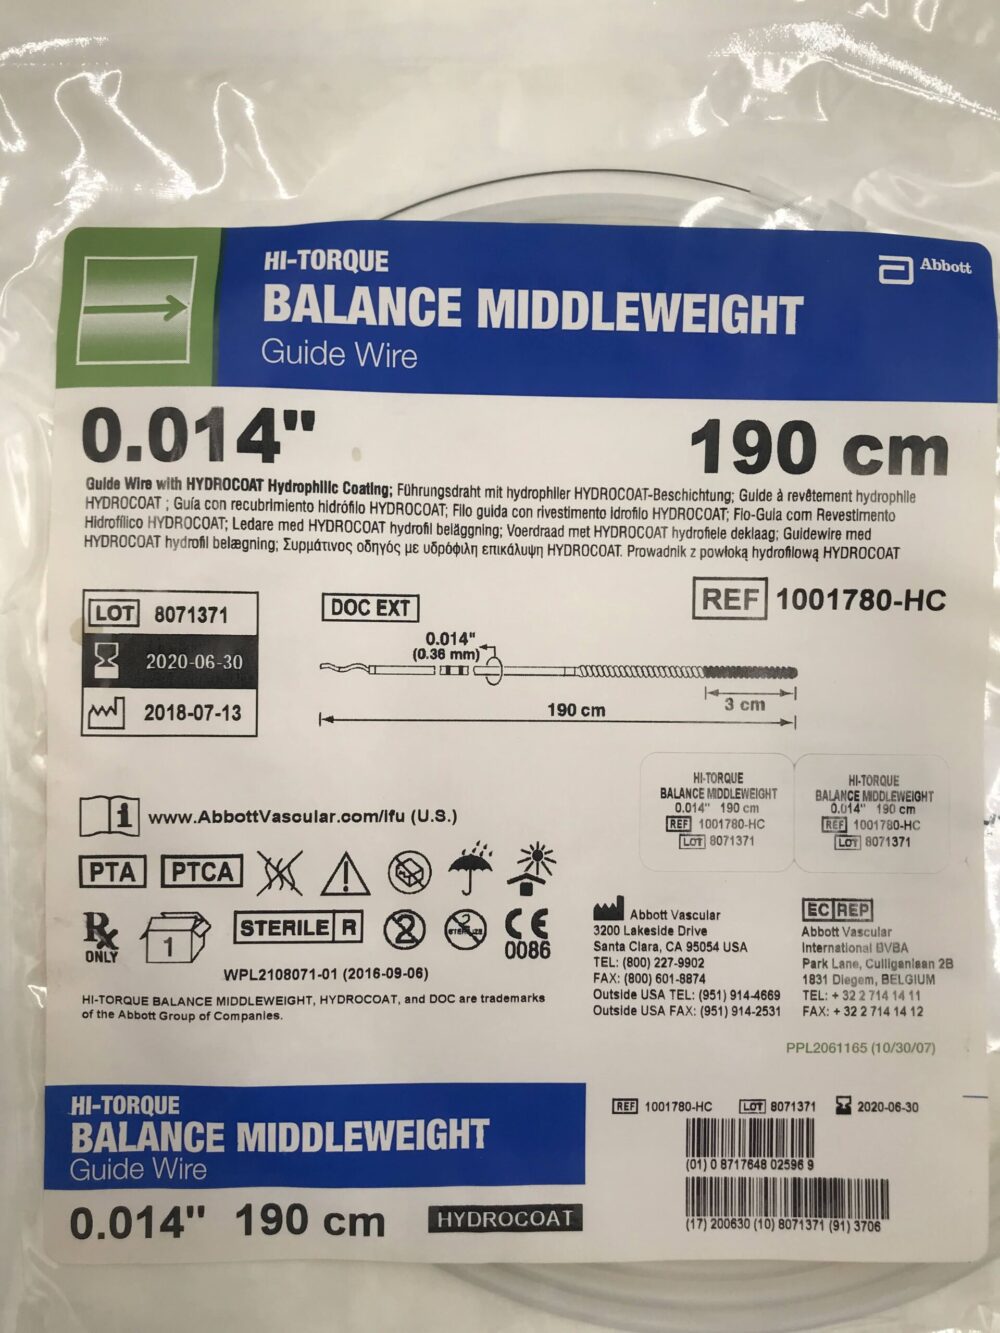 HI-TORQUE
BALANCE MIDDLEWEIGHT
Guide Wire
Abbott
0.014" 190 cm
Guide Wire with HYDROCOAT Hydrophilic Coating; Führungsdraht mit hydrophiler HYDROCOAT-Beschichtung; Guide à revêtement hydrophile
HYDROCOAT ; Guía con recubrimiento hidrófilo HYDROCOAT; Filo guida con rivestimento idrofilo HYDROCOAT; Fio-Guia com Revestimento
Hidrofílico HYDROCOAT; Ledare med HYDROCOAT hydrofil beläggning; Voerdraad met HYDROCOAT hydrofiele deklaag; Guidewire med
HYDROCOAT hydrofil belægning; Συρμάτινος οδηγός με υδρόφιλη επικάλυψη HYDROCOAT. Prowadnik z powłoką hydrofilową HYDROCOAT
LOT 8071371
2020-06-30
2018-07-13
DOC EXT
REF 1001780-HC
0.014"
(0.36 mm)
3 cm
190 cm
HI-TORQUE
BALANCE MIDDLEWEIGHT
0.014" 190 cm
REF 1001780-HC
LOT 8071371
HI-TORQUE
BALANCE MIDDLEWEIGHT
0.014" 190 cm
REF 1001780-HC
LOT 8071371
i www.AbbottVascular.com/ifu (U.S.)
PTA PTCA
Rx ONLY 1 STERILE R 2 STERILIZE CE 0086
WPL2108071-01 (2016-09-06)
HI-TORQUE BALANCE MIDDLEWEIGHT, HYDROCOAT, and DOC are trademarks
of the Abbott Group of Companies.
Abbott Vascular
3200 Lakeside Drive
Santa Clara, CA 95054 USA
TEL: (800) 227-9902
FAX: (800) 601-8874
Outside USA TEL: (951) 914-4669
Outside USA FAX: (951) 914-2531
EC REP
Abbott Vascular
International BVBA
Park Lane, Culliganlaan 2B
1831 Diegem, BELGIUM
TEL: + 32 2 714 14 11
FAX: + 32 2 714 14 12
PPL2061165 (10/30/07)
HI-TORQUE
BALANCE MIDDLEWEIGHT
Guide Wire
0.014" 190 cm HYDROCOAT
REF 1001780-HC LOT 8071371 2020-06-30
(01) 0 8717648 02596 9
(17) 200630 (10) 8071371 (91) 3706